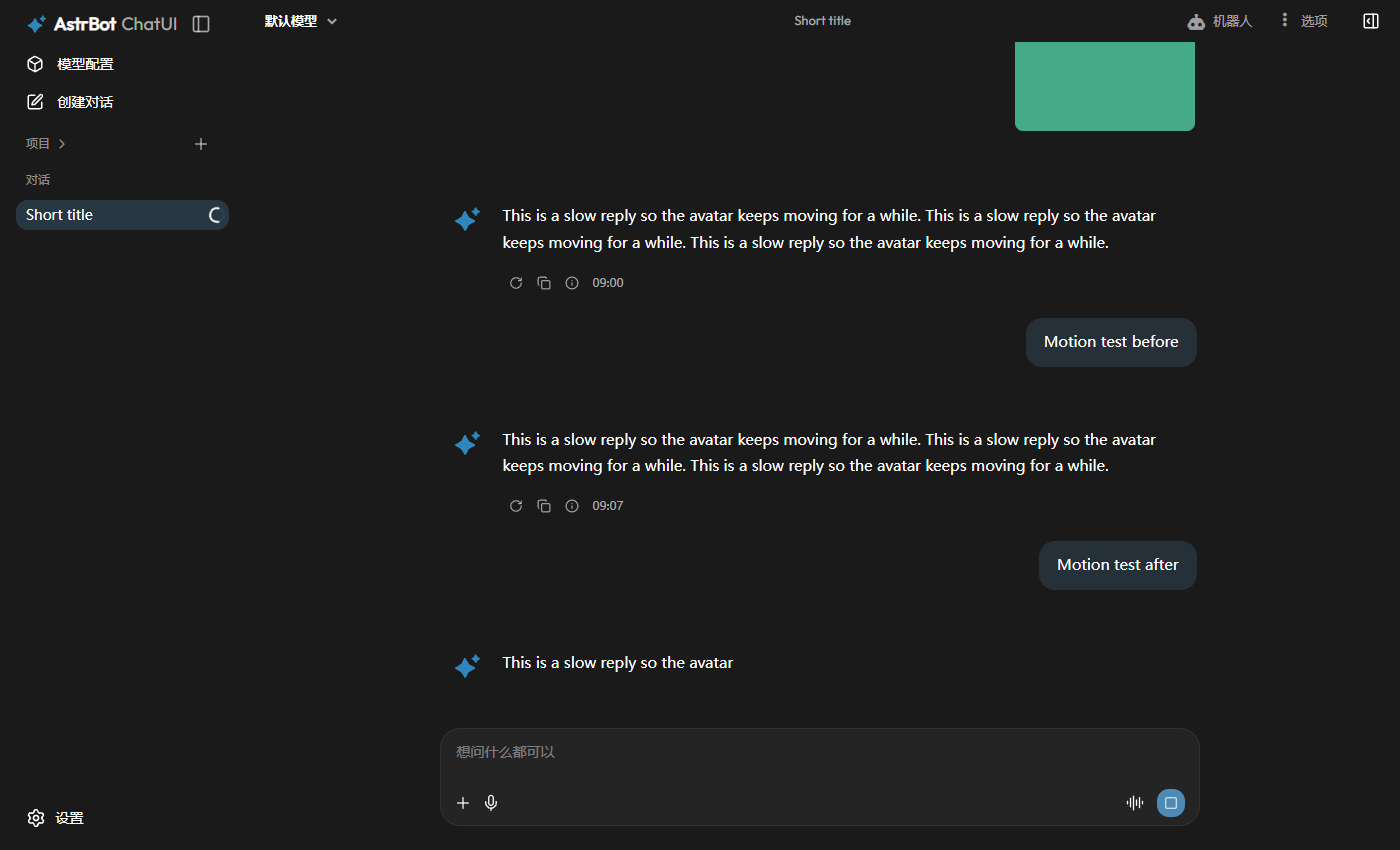 AstrBot ChatUI
默认模型
Short title
机器人
选项
模型配置
创建对话
项目
对话
Short title
This is a slow reply so the avatar keeps moving for a while. This is a slow reply so the avatar
keeps moving for a while. This is a slow reply so the avatar keeps moving for a while.
09:00
Motion test before
This is a slow reply so the avatar keeps moving for a while. This is a slow reply so the avatar
keeps moving for a while. This is a slow reply so the avatar keeps moving for a while.
09:07
Motion test after
This is a slow reply so the avatar
想问什么都可以
设置